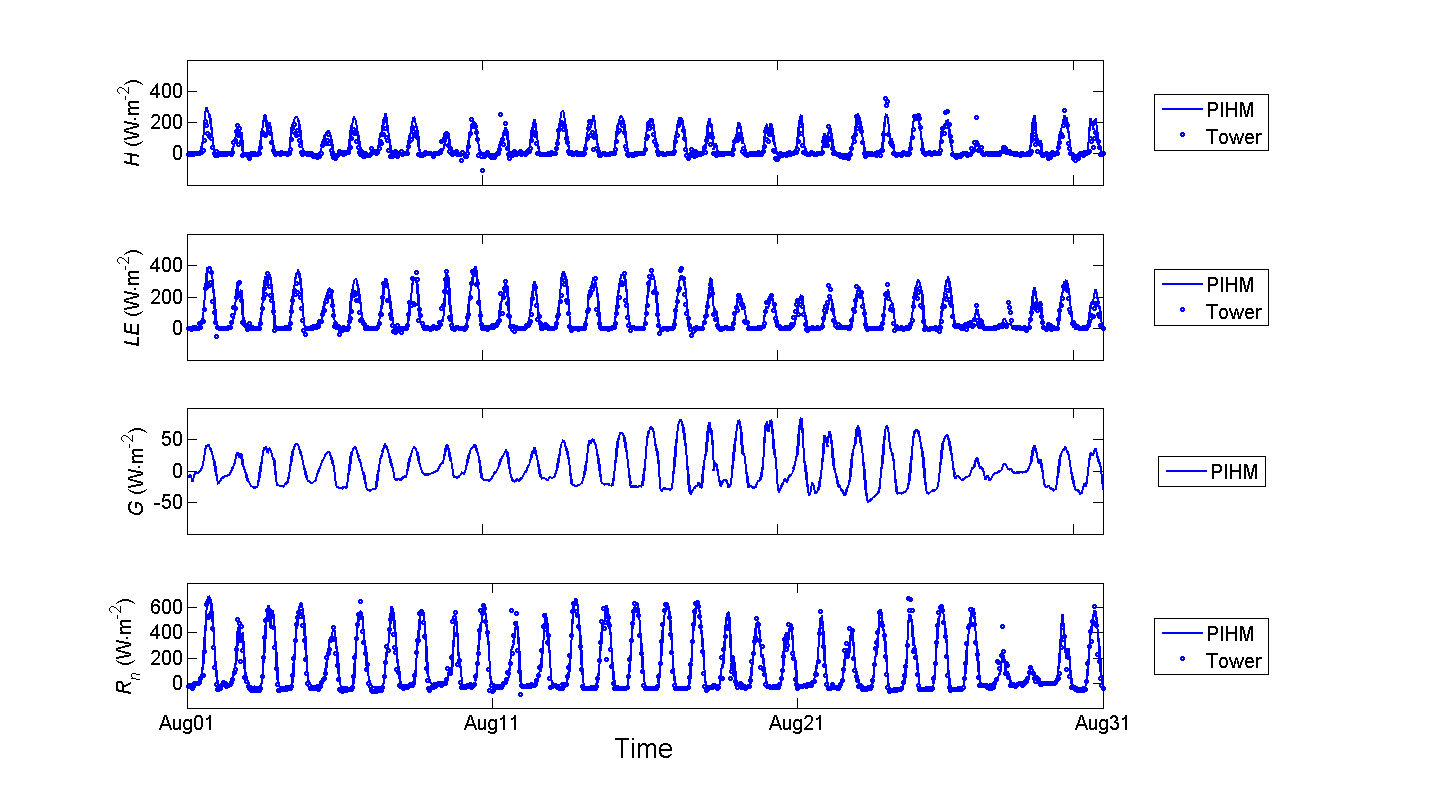 H (W·m-2)
400
200
0
PIHM
Tower
LE (W·m-2)
400
200
0
PIHM
Tower
G (W·m-2)
50
0
-50
PIHM
Rn (W·m-2)
600
400
200
0
PIHM
Tower
Aug01 Aug11 Aug21 Aug31
Time